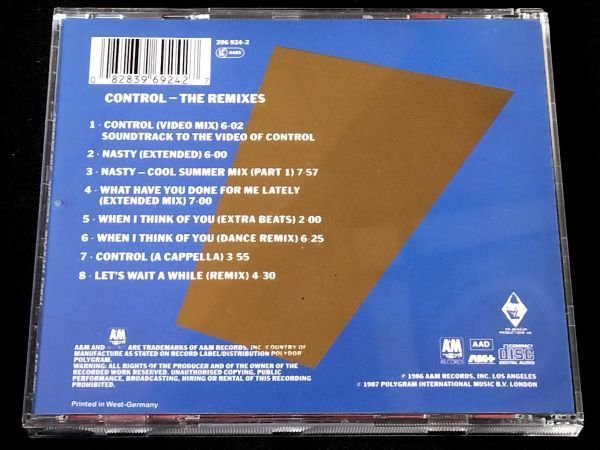 396 924-2
0 82839 69242 7
CONTROL – THE REMIXES
1 · CONTROL (VIDEO MIX) 6·02
SOUNDTRACK TO THE VIDEO OF CONTROL
2 · NASTY (EXTENDED) 6·00
3 · NASTY – COOL SUMMER MIX (PART 1) 7·57
4 · WHAT HAVE YOU DONE FOR ME LATELY
(EXTENDED MIX) 7·00
5 · WHEN I THINK OF YOU (EXTRA BEATS) 2·00
6 · WHEN I THINK OF YOU (DANCE REMIX) 6·25
7 · CONTROL (A CAPPELLA) 3·55
8 · LET'S WAIT A WHILE (REMIX) 4·30
A&M AND A&M ARE TRADEMARKS OF A&M RECORDS, INC. COUNTRY OF
MANUFACTURE AS STATED ON RECORD LABEL/DISTRIBUTION POLYDOR
POLYGRAM.
WARNING: ALL RIGHTS OF THE PRODUCER AND OF THE OWNER OF THE
RECORDED WORK RESERVED. UNAUTHORISED COPYING, PUBLIC
PERFORMANCE, BROADCASTING, HIRING OR RENTAL OF THIS RECORDING
PROHIBITED.
A&M
RECORDS
AAD
COMPACT
disc
DIGITAL AUDIO
℗ 1986 A&M RECORDS, INC. LOS ANGELES
© 1987 POLYGRAM INTERNATIONAL MUSIC B.V. LONDON
Printed in West-Germany